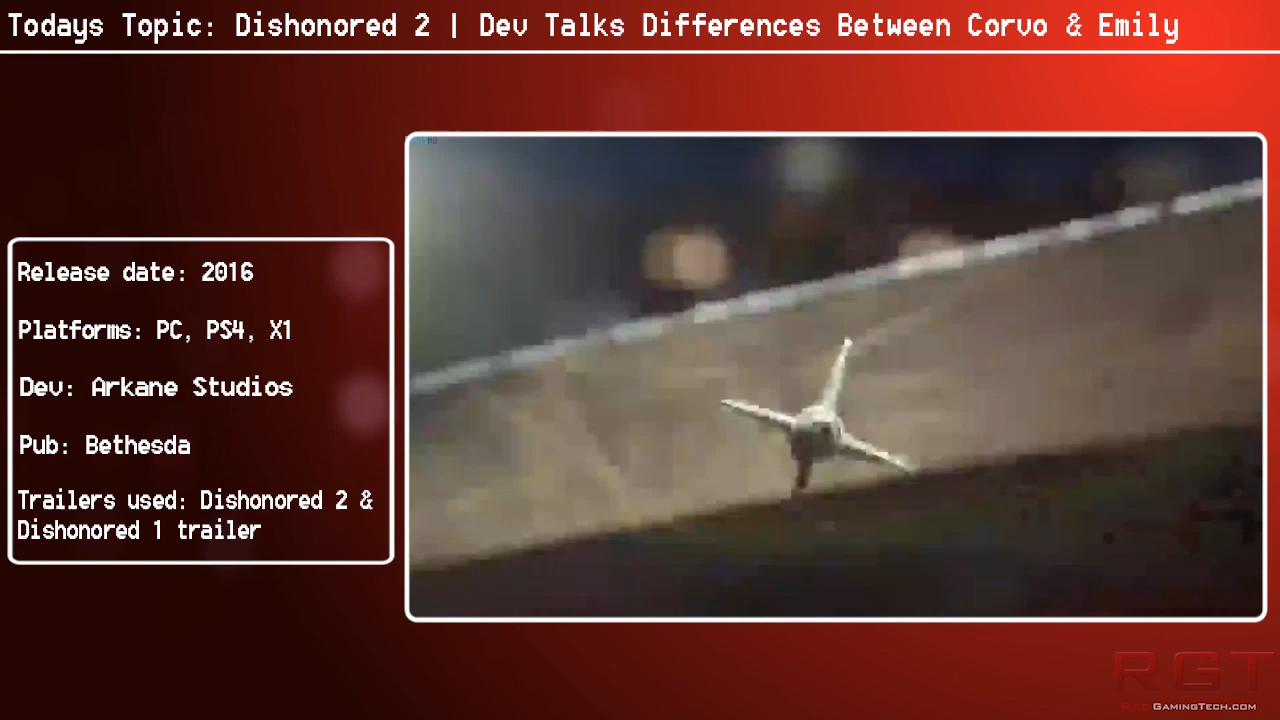 Todays Topic: Dishonored 2 | Dev Talks Differences Between Corvo & Emily
Release date: 2016
Platforms: PC, PS4, X1
Dev: Arkane Studios
Pub: Bethesda
Trailers used: Dishonored 2 &
Dishonored 1 trailer
RGT
RedGamingTech.com